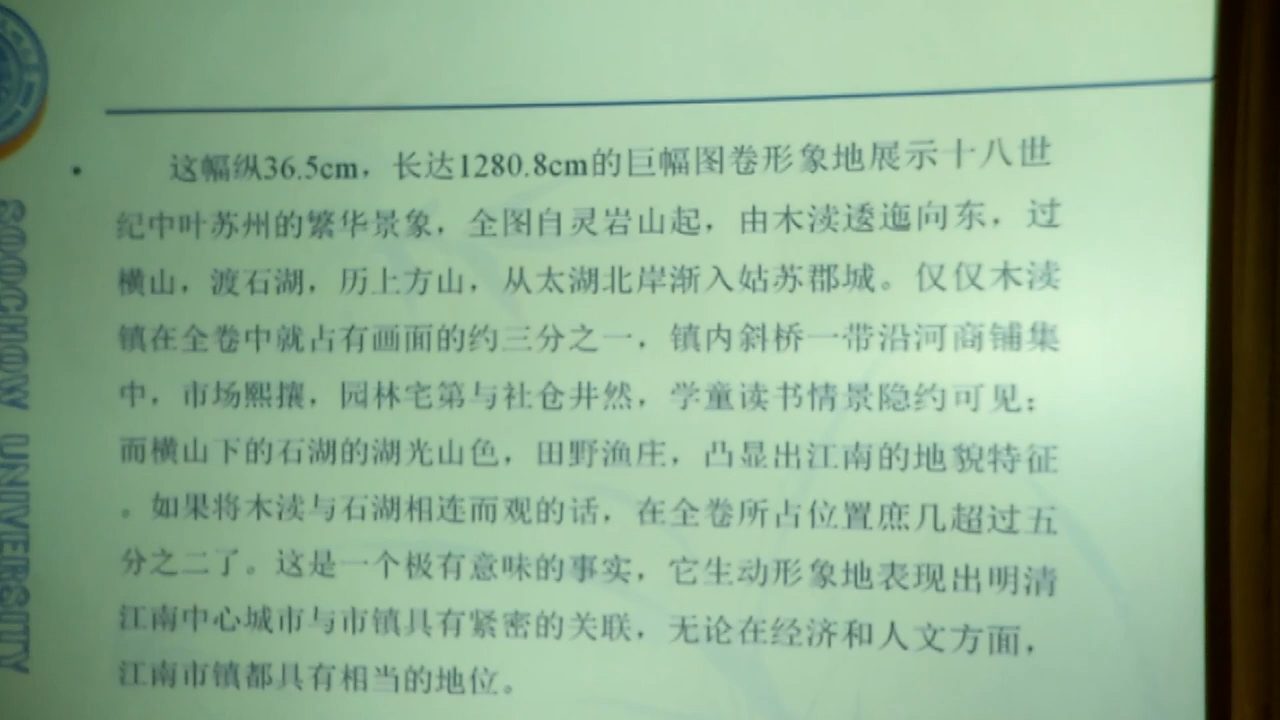 SOOCHOW UNIVERSITY
• 这幅纵36.5cm，长达1280.8cm的巨幅图卷形象地展示十八世
纪中叶苏州的繁华景象，全图自灵岩山起，由木渎逶迤向东，过
横山，渡石湖，历上方山，从太湖北岸渐入姑苏郡城。仅仅木渎
镇在全卷中就占有画面的约三分之一，镇内斜桥一带沿河商铺集
中，市场熙攘，园林宅第与社仓井然，学童读书情景隐约可见；
而横山下的石湖的湖光山色，田野渔庄，凸显出江南的地貌特征
。如果将木渎与石湖相连而观的话，在全卷所占位置庶几超过五
分之二了。这是一个极有意味的事实，它生动形象地表现出明清
江南中心城市与市镇具有紧密的关联，无论在经济和人文方面，
江南市镇都具有相当的地位。